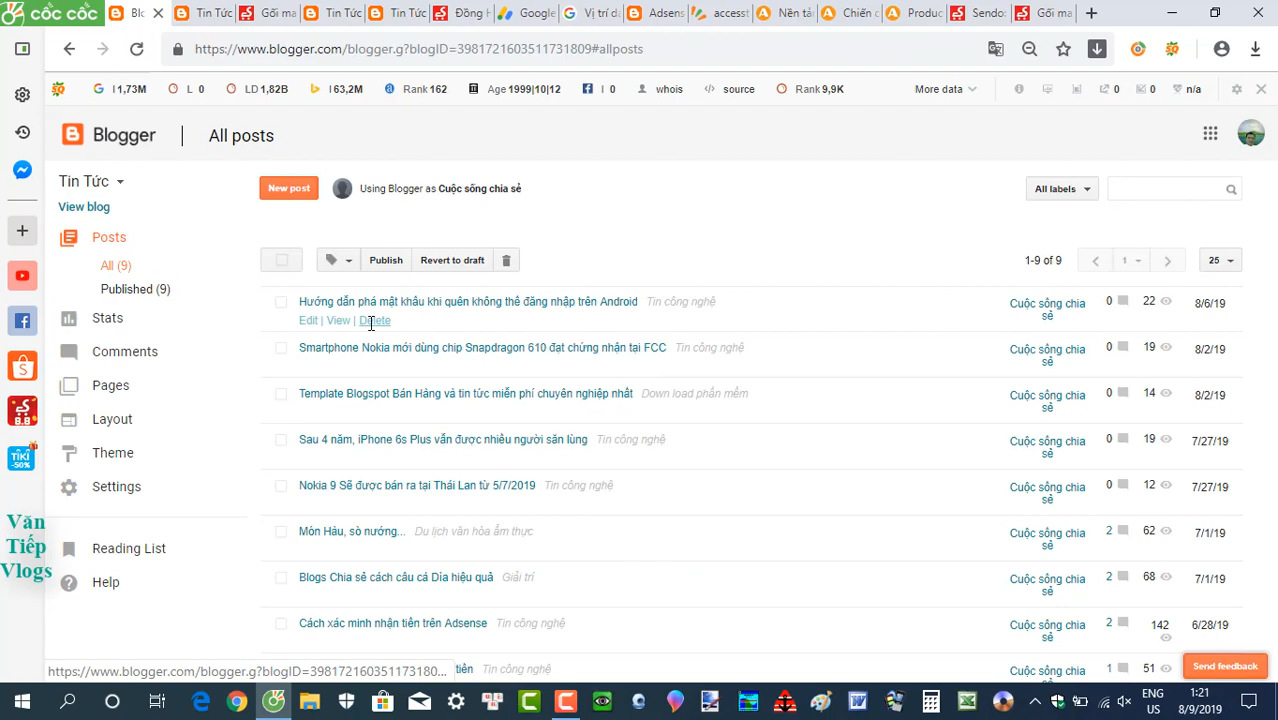 CỐC CỐC
Blo
Tin Tức
Gối mà
Tin Tức
Tin Tức
Đồng H
Google
Vị trí đ
Adsens
accesst
Nền tả
Chiến c
Produc
Sendo:
Gối mà
https://www.blogger.com/blogger.g?blogID=3981721603511731809#allposts
I 1,73M
L 0
LD 1,82B
I 63,2M
Rank 162
Age 1999|10|12
I 0
whois
source
Rank 9,9K
More data
0
0
n/a
Blogger
All posts
Tin Tức
View blog
Posts
All (9)
Published (9)
Stats
Comments
Pages
Layout
Theme
Settings
Reading List
Help
Văn
Tiếp
Vlogs
New post
Using Blogger as Cuộc sống chia sẻ
All labels
Publish
Revert to draft
1-9 of 9
1
25
Hướng dẫn phá mật khẩu khi quên không thể đăng nhập trên Android Tin công nghệ
Edit | View | Delete
Cuộc sống chia sẻ
0 22 8/6/19
Smartphone Nokia mới dùng chip Snapdragon 610 đạt chứng nhận tại FCC Tin công nghệ
Cuộc sống chia sẻ
0 19 8/2/19
Template Blogspot Bán Hàng và tin tức miễn phí chuyên nghiệp nhất Down load phần mềm
Cuộc sống chia sẻ
0 14 8/2/19
Sau 4 năm, iPhone 6s Plus vẫn được nhiều người săn lùng Tin công nghệ
Cuộc sống chia sẻ
0 19 7/27/19
Nokia 9 Sẽ được bán ra tại Thái Lan từ 5/7/2019 Tin công nghệ
Cuộc sống chia sẻ
0 12 7/27/19
Món Hàu, sò nướng... Du lịch văn hóa ẩm thực
Cuộc sống chia sẻ
2 62 7/1/19
Blogs Chia sẻ cách câu cá Dìa hiệu quả Giải trí
Cuộc sống chia sẻ
2 68 7/1/19
Cách xác minh nhận tiền trên Adsense Tin công nghệ
Cuộc sống chia sẻ
2 142 6/28/19
tiền Tin công nghệ
Cuộc sống chia
1 51
Send feedback
https://www.blogger.com/blogger.g?blogID=398172160351173180...
B.B
TIKI
-50%
ENG
US
1:21
8/9/2019